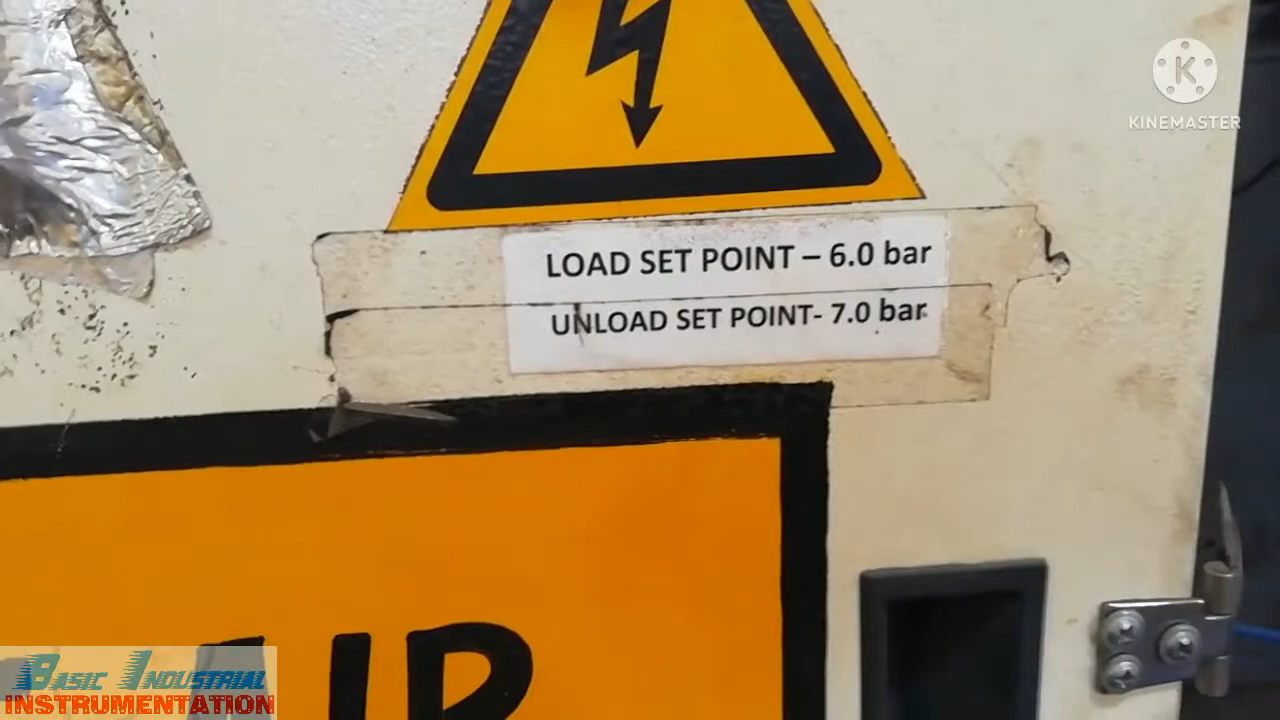 KINEMASTER
LOAD SET POINT – 6.0 bar
UNLOAD SET POINT- 7.0 bar
BASIC INDUSTRIAL
INSTRUMENTATION